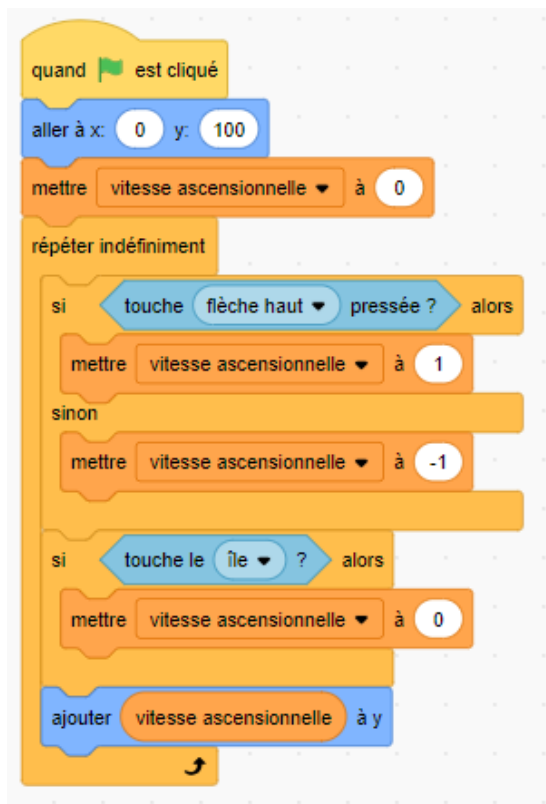 quand est cliqué
aller à x: 0 y: 100
mettre vitesse ascensionnelle à 0
répéter indéfiniment
si touche flèche haut pressée ? alors
mettre vitesse ascensionnelle à 1
sinon
mettre vitesse ascensionnelle à -1
si touche le île ? alors
mettre vitesse ascensionnelle à 0
ajouter vitesse ascensionnelle à y